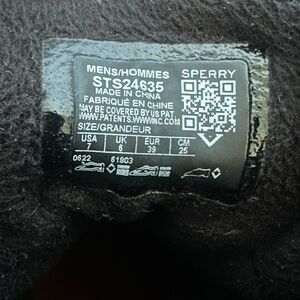 MENS/HOMMES SPERRY
STS24635
MADE IN CHINA
FABRIQUÉ EN CHINE
MAY BE COVERED BY US PAT
WWW.PATENTS.WWWINC.COM
SIZE/GRANDEUR
USA UK EUR CM
7 6 39 25
0622 61803